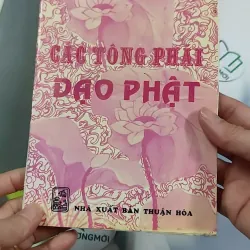 CÁC TÔNG PHÁI
ĐẠO PHẬT
NHÀ XUẤT BẢN THUẬN HÓA